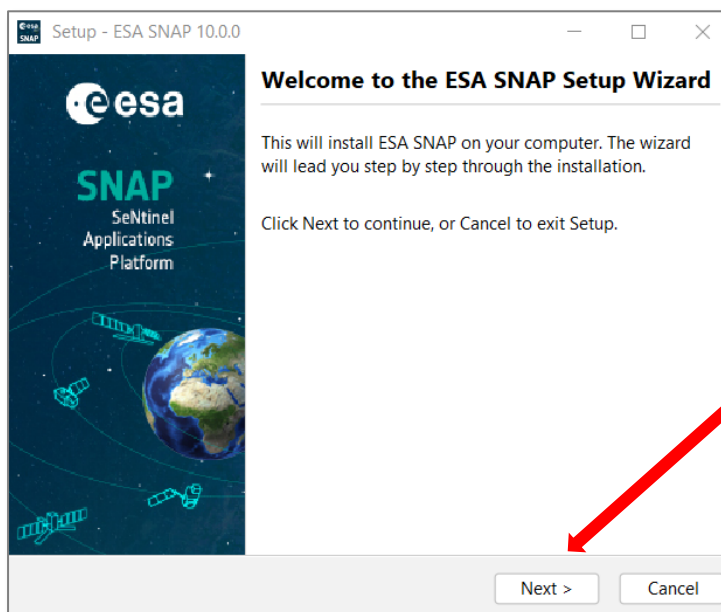 esa
SNAP
Setup - ESA SNAP 10.0.0
esa
SNAP
SeNtinel
Applications
Platform
Welcome to the ESA SNAP Setup Wizard
This will install ESA SNAP on your computer. The wizard
will lead you step by step through the installation.
Click Next to continue, or Cancel to exit Setup.
Next >
Cancel